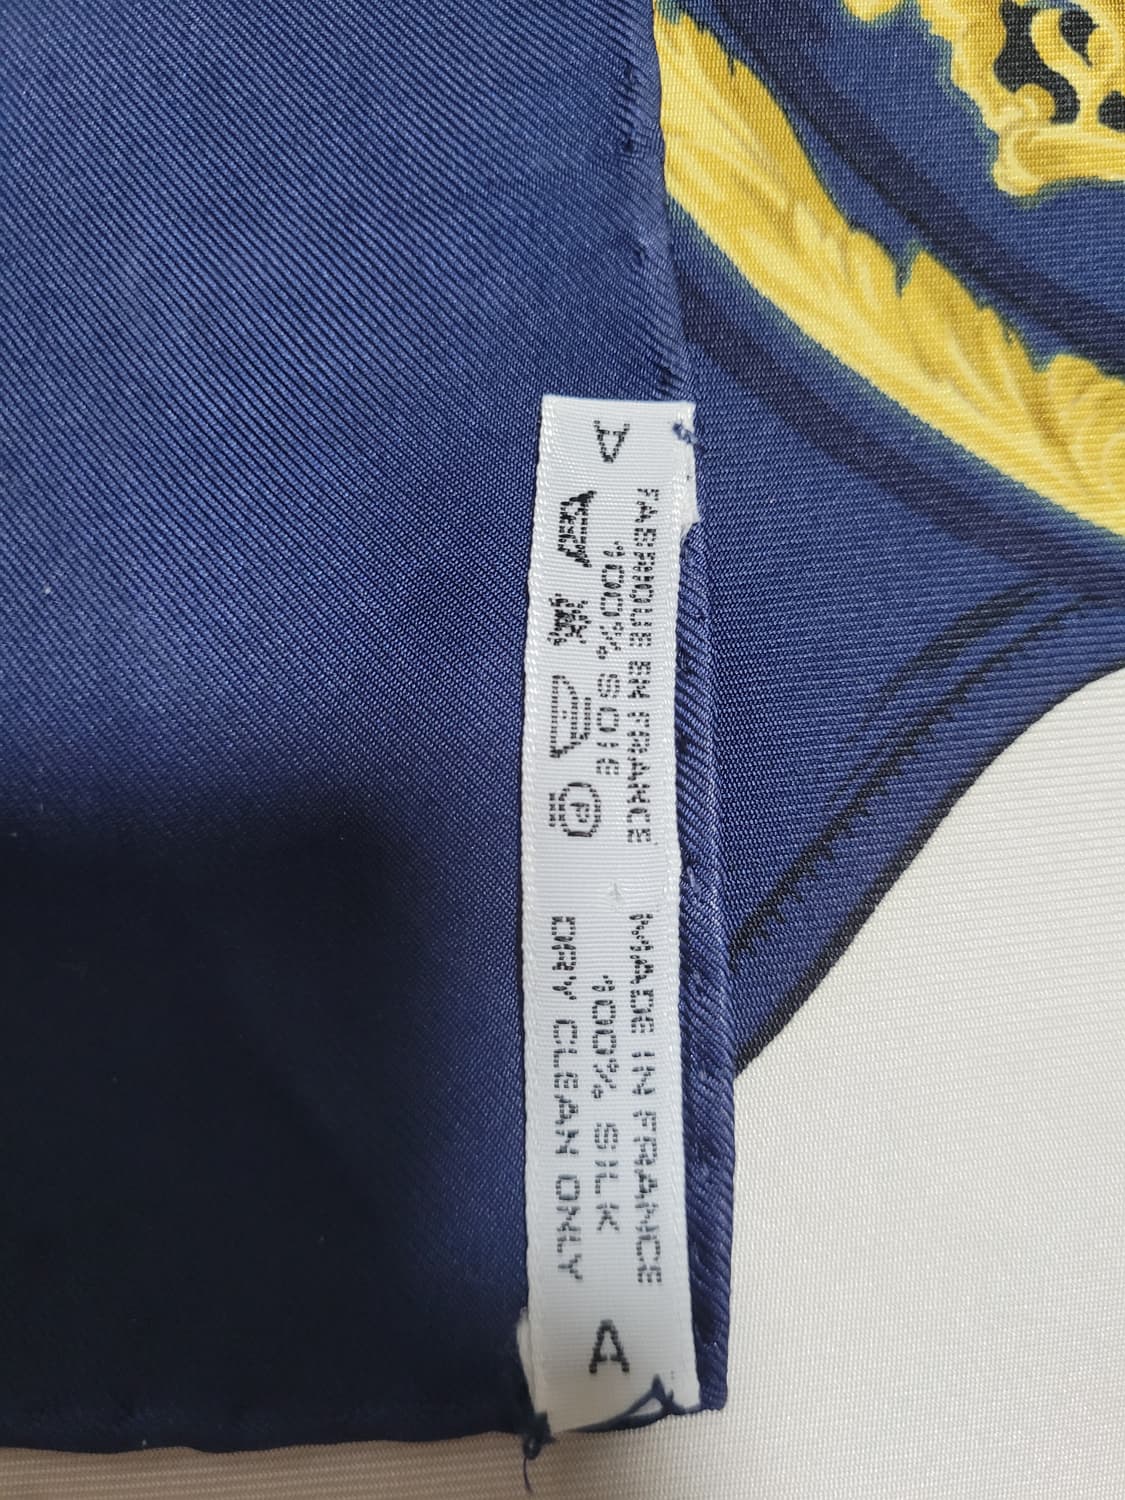 A
FABRIQUE EN FRANCE
100% SOIE
P
MADE IN FRANCE
100% SILK
DRY CLEAN ONLY
A